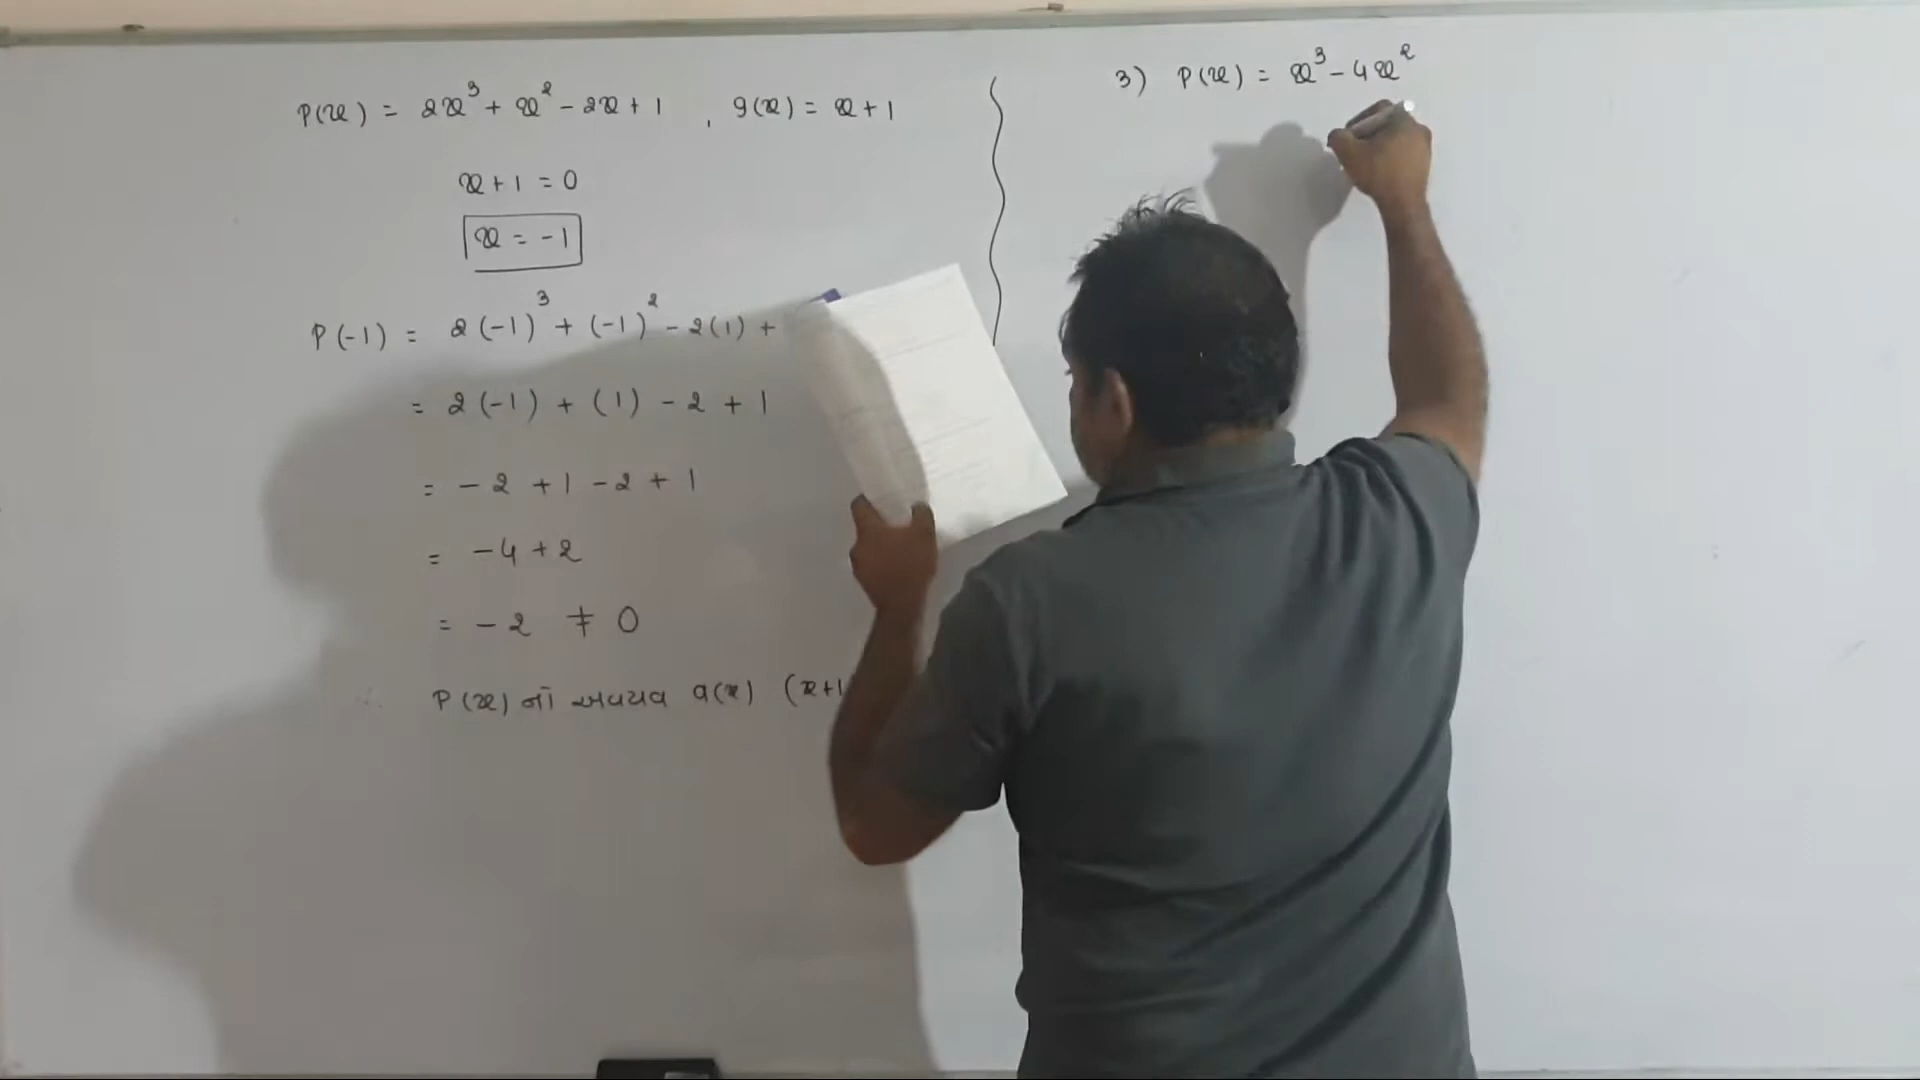 P(x) = 2x³ + x² - 2x + 1 , g(x) = x + 1
x + 1 = 0
x = -1
P(-1) = 2(-1)³ + (-1)² - 2(1) +
= 2(-1) + (1) - 2 + 1
= -2 + 1 - 2 + 1
= -4 + 2
= -2 ≠ 0
P(x) નો અવયવ g(x) (x+1
3) P(x) = x³ - 4x²